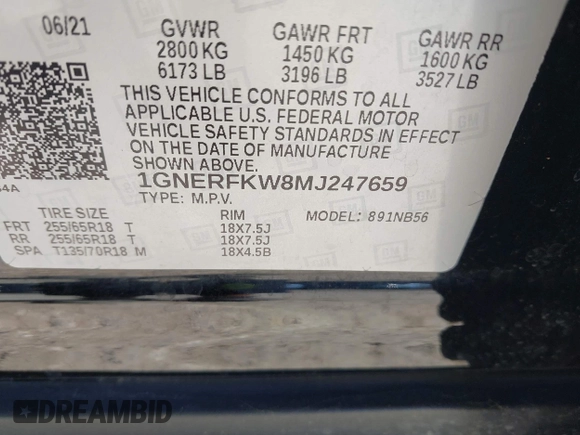 06/21 GVWR GAWR FRT GAWR RR
2800 KG 1450 KG 1600 KG
6173 LB 3196 LB 3527 LB
THIS VEHICLE CONFORMS TO ALL
APPLICABLE U.S. FEDERAL MOTOR
VEHICLE SAFETY STANDARDS IN EFFECT
ON THE DATE OF MANUFACTURE
SHOWN ABOVE.
1GNERFKW8MJ247659
TYPE: M.P.V. MODEL: 891NB56
TIRE SIZE RIM
FRT 255/65R18 T 18X7.5J
RR 255/65R18 T 18X7.5J
SPA T135/70R18 M 18X4.5B
DREAMBID